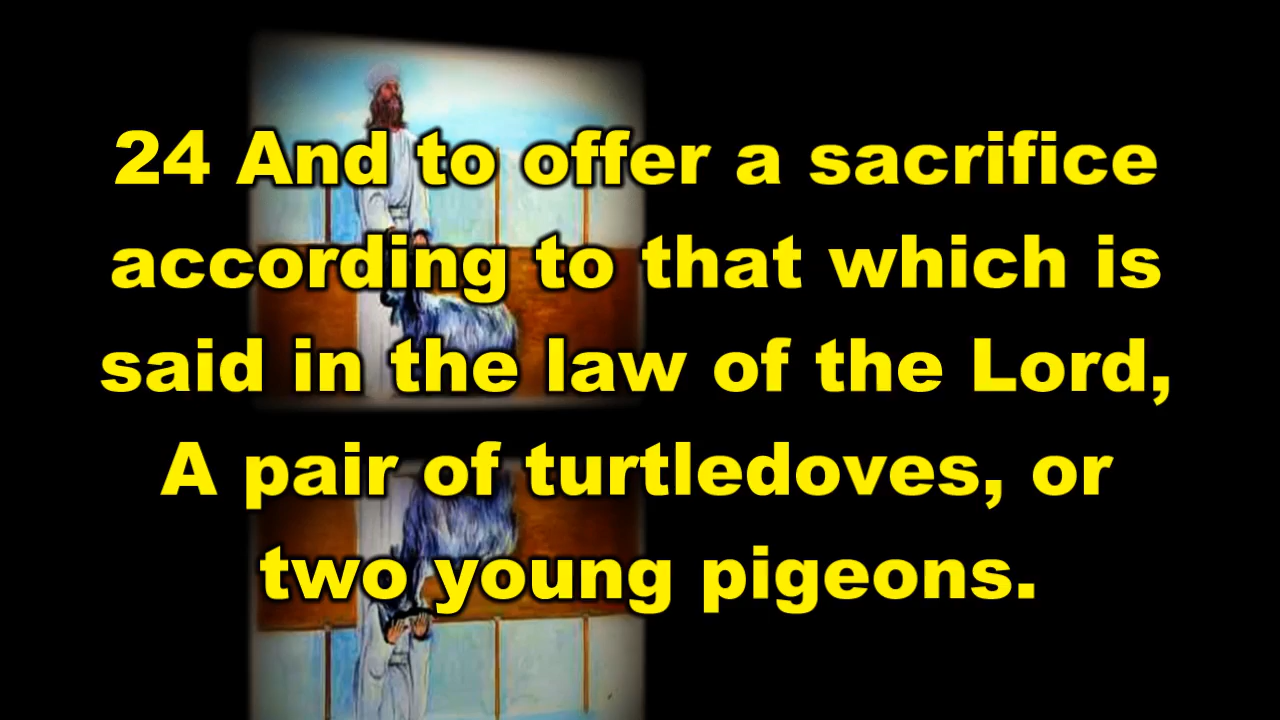 24 And to offer a sacrifice
according to that which is
said in the law of the Lord,
A pair of turtledoves, or
two young pigeons.